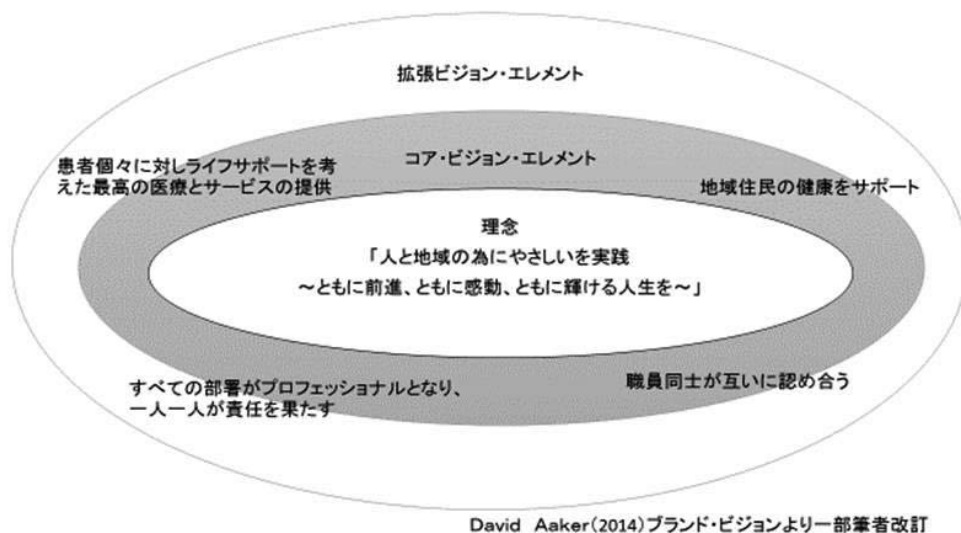 拡張ビジョン・エレメント
コア・ビジョン・エレメント
患者個々に対しライフサポートを考
えた最高の医療とサービスの提供
地域住民の健康をサポート
理念
「人と地域の為にやさしいを実践
～ともに前進、ともに感動、ともに輝ける人生を～」
すべての部署がプロフェッショナルとなり、
一人一人が責任を果たす
職員同士が互いに認め合う
David Aaker（2014）ブランド・ビジョンより一部筆者改訂